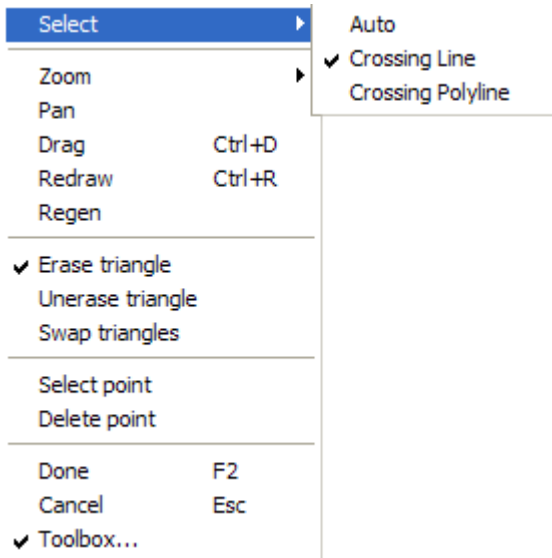 Select
Auto
Crossing Line
Crossing Polyline
Zoom
Pan
Drag Ctrl+D
Redraw Ctrl+R
Regen
Erase triangle
Unerase triangle
Swap triangles
Select point
Delete point
Done F2
Cancel Esc
Toolbox...